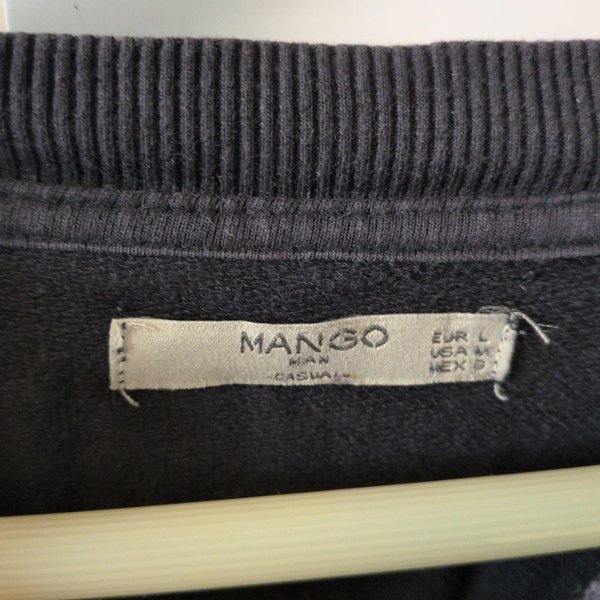 MANGO
MAN
-CASUAL-
EUR L
USA M
MEX G